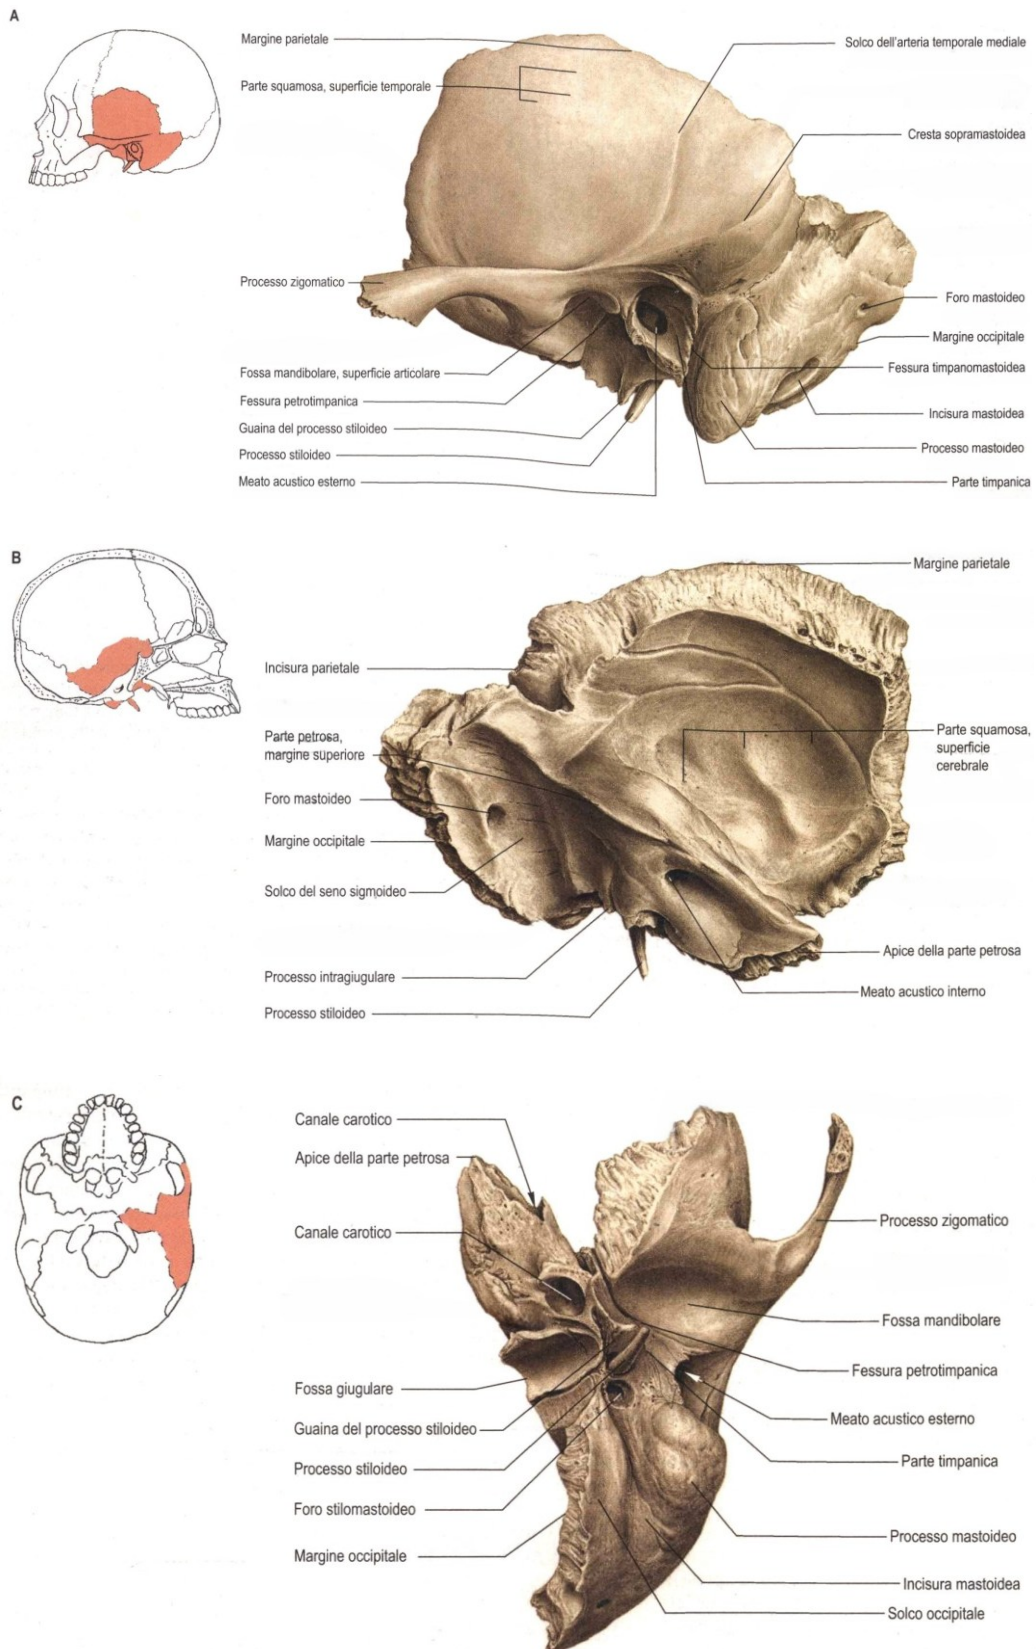 A
Margine parietale
Parte squamosa, superficie temporale
Processo zigomatico
Fossa mandibolare, superficie articolare
Fessura petrotimpanica
Guaina del processo stiloideo
Processo stiloideo
Meato acustico esterno
Solco dell'arteria temporale mediale
Cresta sopramastoidea
Foro mastoideo
Margine occipitale
Fessura timpanomastoidea
Incisura mastoidea
Processo mastoideo
Parte timpanica
B
Incisura parietale
Parte petrosa,
margine superiore
Foro mastoideo
Margine occipitale
Solco del seno sigmoideo
Processo intragiugulare
Processo stiloideo
Margine parietale
Parte squamosa,
superficie
cerebrale
Apice della parte petrosa
Meato acustico interno
C
Canale carotico
Apice della parte petrosa
Canale carotico
Fossa giugulare
Guaina del processo stiloideo
Processo stiloideo
Foro stilomastoideo
Margine occipitale
Processo zigomatico
Fossa mandibolare
Fessura petrotimpanica
Meato acustico esterno
Parte timpanica
Processo mastoideo
Incisura mastoidea
Solco occipitale